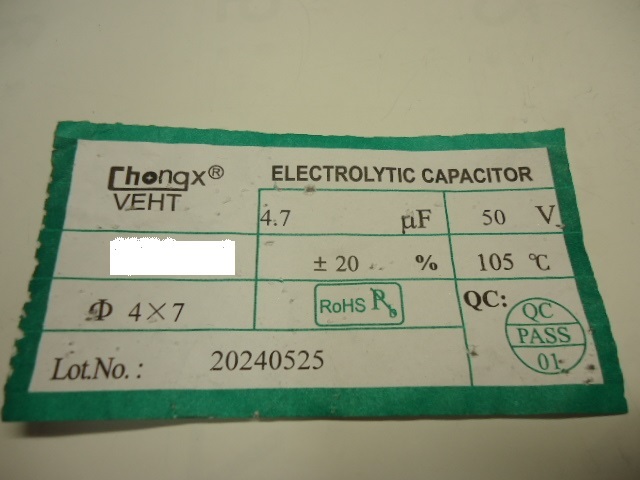 Chongx®
VEHT
ELECTROLYTIC CAPACITOR
4.7 µF 50 V
± 20 % 105 ℃
Φ 4×7
RoHS
QC:
QC
PASS
01
Lot.No.: 20240525